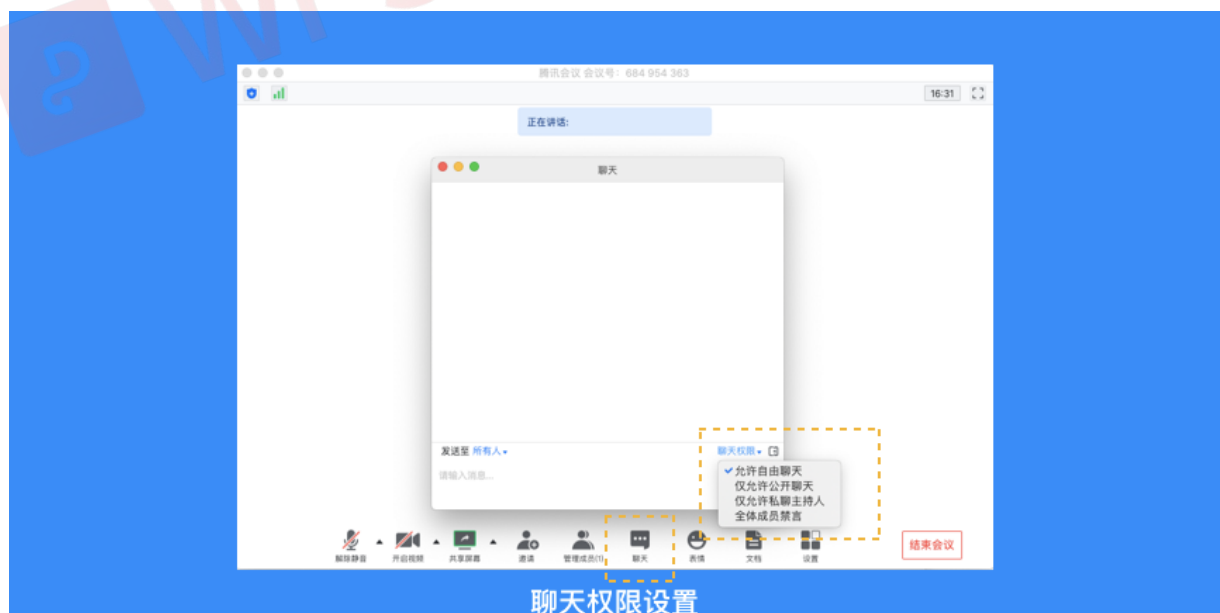 WPS
腾讯会议 会议号：684 954 363
16:31
正在讲话:
聊天
发送至 所有人
聊天权限
请输入消息...
允许自由聊天
仅允许公开聊天
仅允许私聊主持人
全体成员禁言
解除静音 开启视频 共享屏幕 邀请 管理成员(1) 聊天 表情 文档 设置
结束会议
聊天权限设置